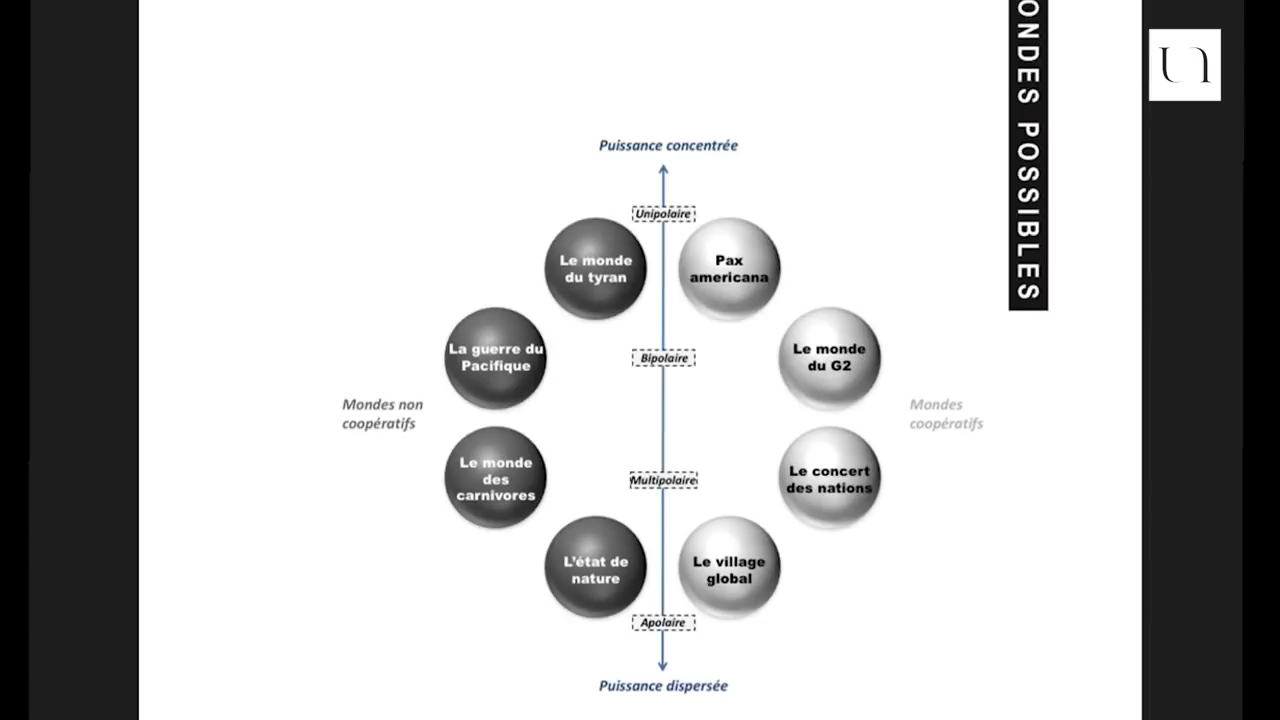 ONDES POSSIBLES
Puissance concentrée
Unipolaire
Le monde
du tyran
Pax
americana
La guerre du
Pacifique
Bipolaire
Le monde
du G2
Mondes non
coopératifs
Mondes
coopératifs
Le monde
des
carnivores
Multipolaire
Le concert
des nations
L'état de
nature
Le village
global
Apolaire
Puissance dispersée